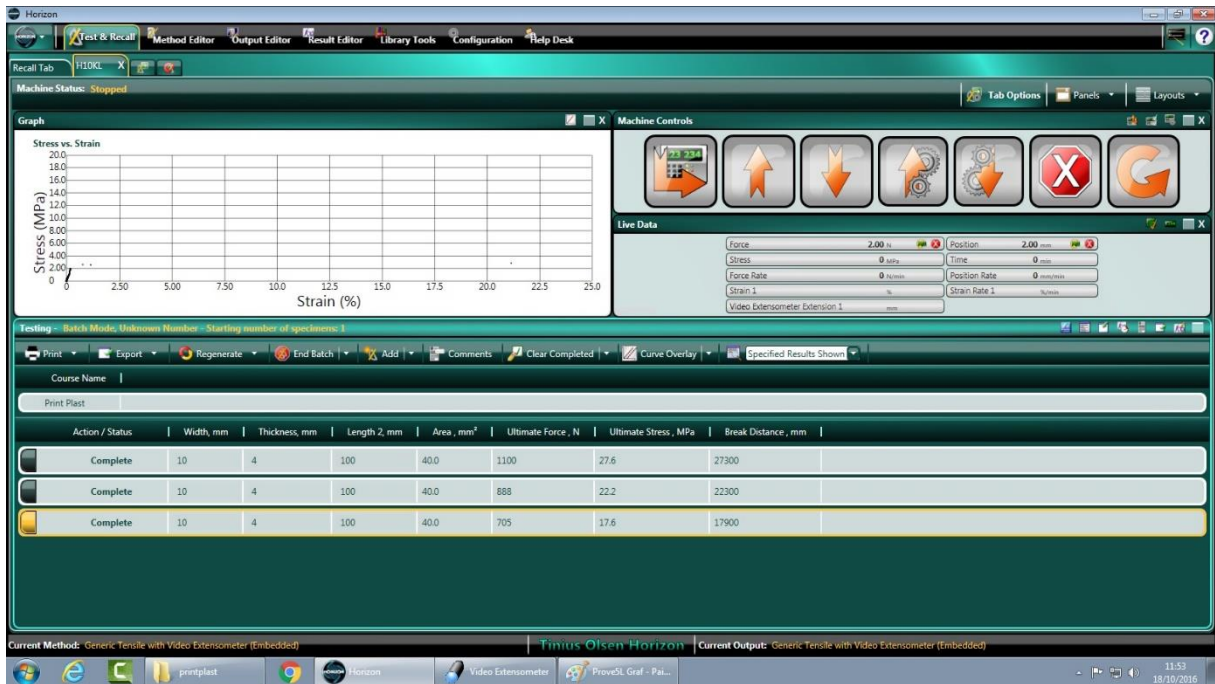 Horizon
HORIZON Test & Recall Method Editor Output Editor Result Editor Library Tools Configuration Help Desk
Recall Tab H10KL X
Machine Status: Stopped
Tab Options Panels Layouts
Graph X
Machine Controls X
Stress vs. Strain
20.0
18.0
16.0
14.0
12.0
10.0
8.00
6.00
4.00
2.00
0
Stress (MPa)
0 2.50 5.00 7.50 10.0 12.5 15.0 17.5 20.0 22.5 25.0
Strain (%)
Live Data X
Force 2.00 N Position 2.00 mm
Stress 0 MPa Time 0 min
Force Rate 0 N/min Position Rate 0 mm/min
Strain 1 % Strain Rate 1 %/min
Video Extensometer Extension 1 mm
Testing - Batch Mode, Unknown Number - Starting number of specimens: 1
Print Export Regenerate End Batch Add Comments Clear Completed Curve Overlay Specified Results Shown
Course Name
Print Plast
Action / Status Width, mm Thickness, mm Length 2, mm Area , mm² Ultimate Force , N Ultimate Stress , MPa Break Distance , mm
Complete 10 4 100 40.0 1100 27.6 27300
Complete 10 4 100 40.0 888 22.2 22300
Complete 10 4 100 40.0 705 17.6 17900
Current Method: Generic Tensile with Video Extensometer (Embedded) Tinius Olsen Horizon Current Output: Generic Tensile with Video Extensometer (Embedded)
printplast Horizon Video Extensometer Prove5L Graf - Pai...
11:53
18/10/2016